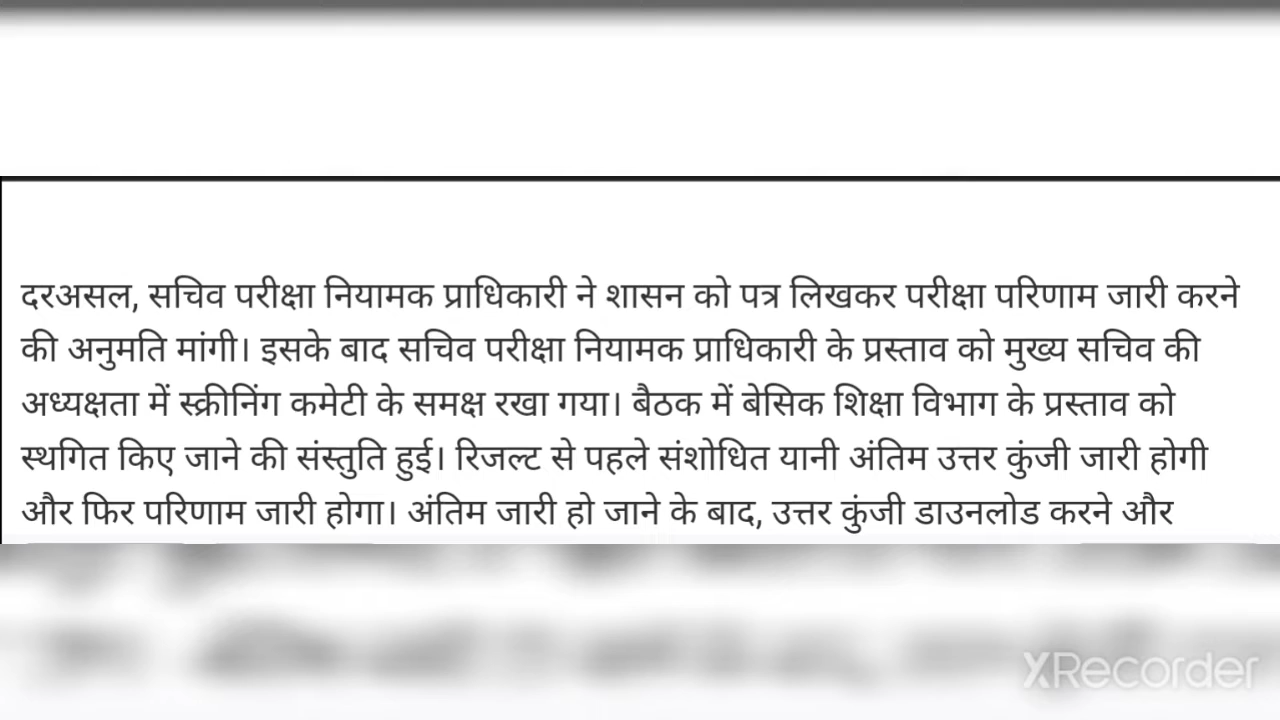 दरअसल, सचिव परीक्षा नियामक प्राधिकारी ने शासन को पत्र लिखकर परीक्षा परिणाम जारी करने
की अनुमति मांगी। इसके बाद सचिव परीक्षा नियामक प्राधिकारी के प्रस्ताव को मुख्य सचिव की
अध्यक्षता में स्क्रीनिंग कमेटी के समक्ष रखा गया। बैठक में बेसिक शिक्षा विभाग के प्रस्ताव को
स्थगित किए जाने की संस्तुति हुई। रिजल्ट से पहले संशोधित यानी अंतिम उत्तर कुंजी जारी होगी
और फिर परिणाम जारी होगा। अंतिम जारी हो जाने के बाद, उत्तर कुंजी डाउनलोड करने और
XRecorder